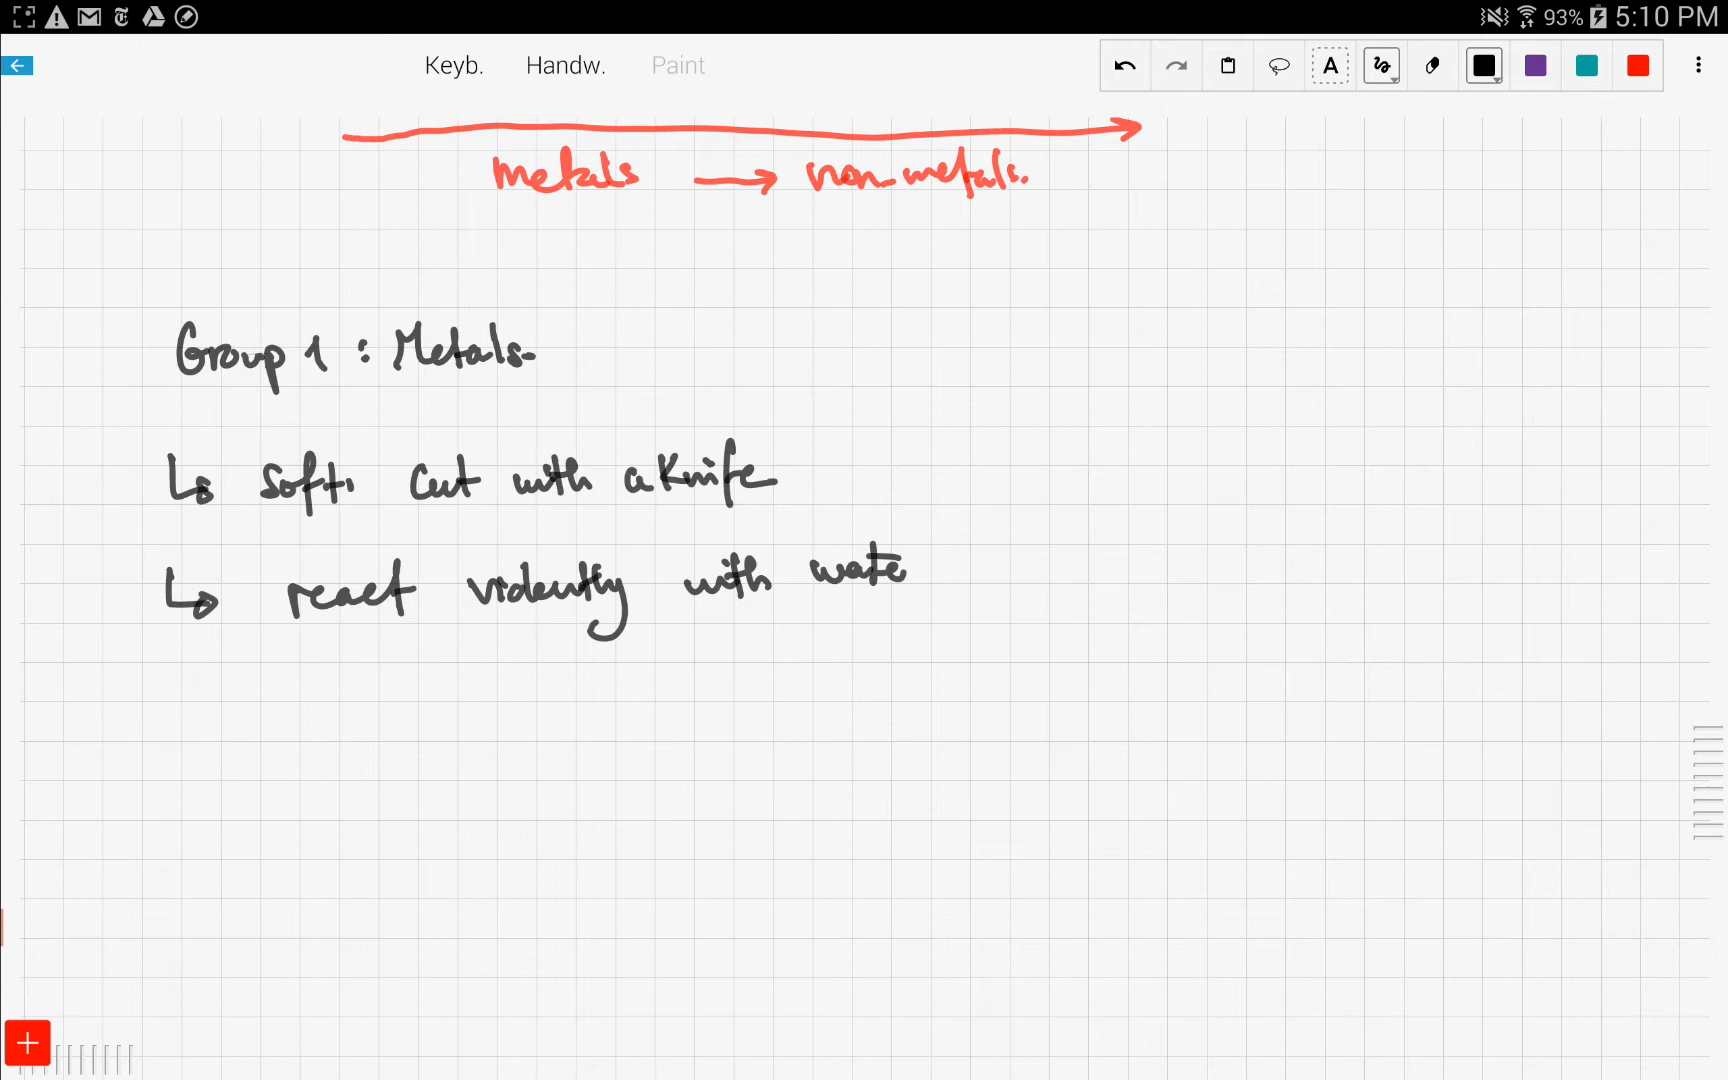 93% 5:10 PM
Keyb. Handw. Paint A
metals → non-metals.
Group 1 : Metals.
↳ Soft, Cut with a Knife
↳ react violently with wate